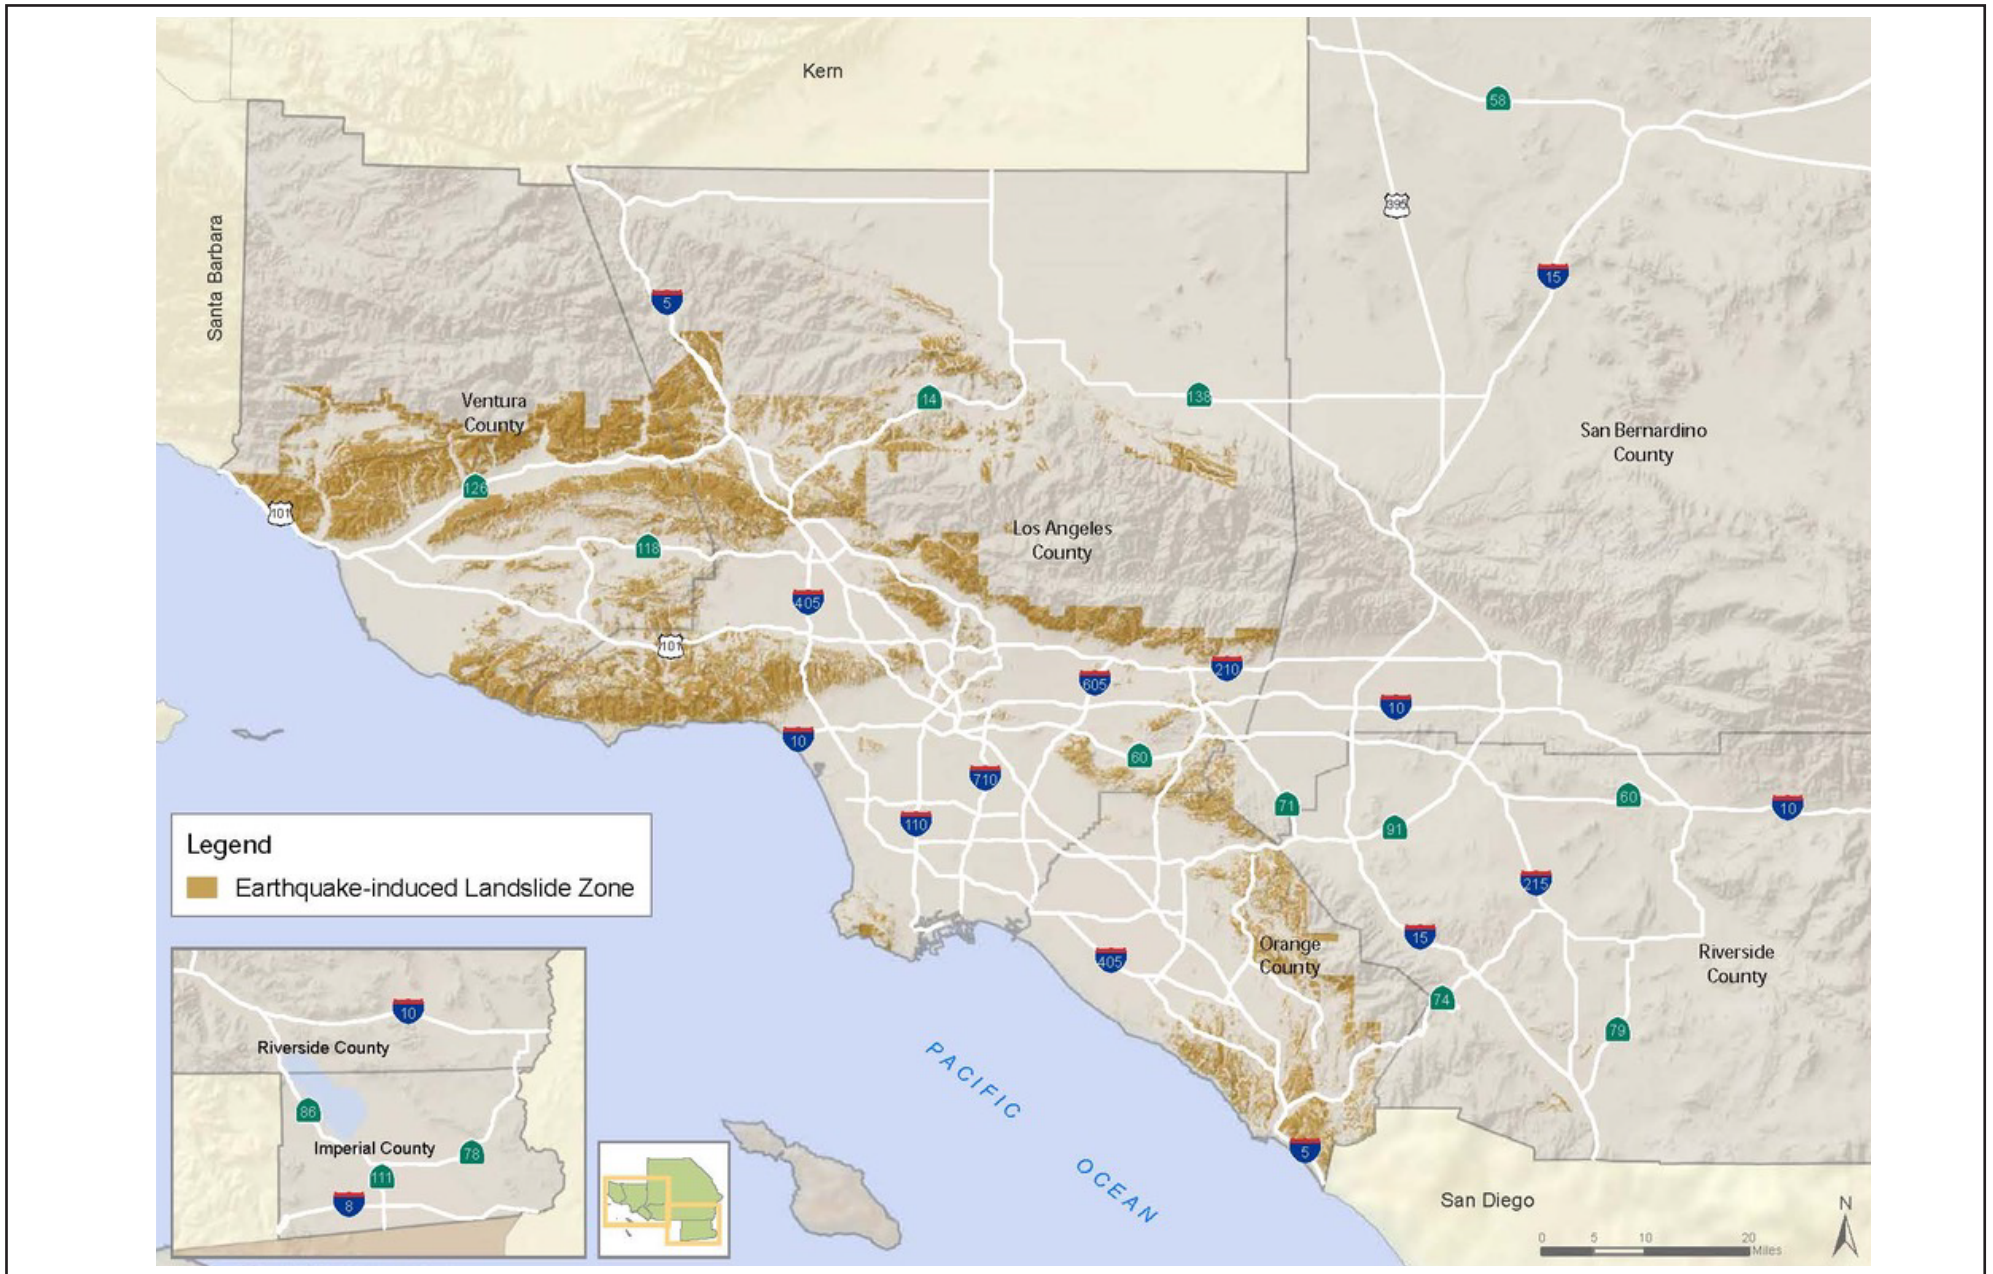 Kern
58
Santa Barbara
395
15
5
Ventura
County
14
138
San Bernardino
County
126
101
Los Angeles
County
118
405
101
210
605
10
10
60
710
71
60
10
110
91
Legend
Earthquake-induced Landslide Zone
215
15
Orange
County
405
Riverside
County
74
79
10
Riverside County
PACIFIC
86
Imperial County
78
111
8
5
OCEAN
San Diego
N
0 5 10 20
Miles